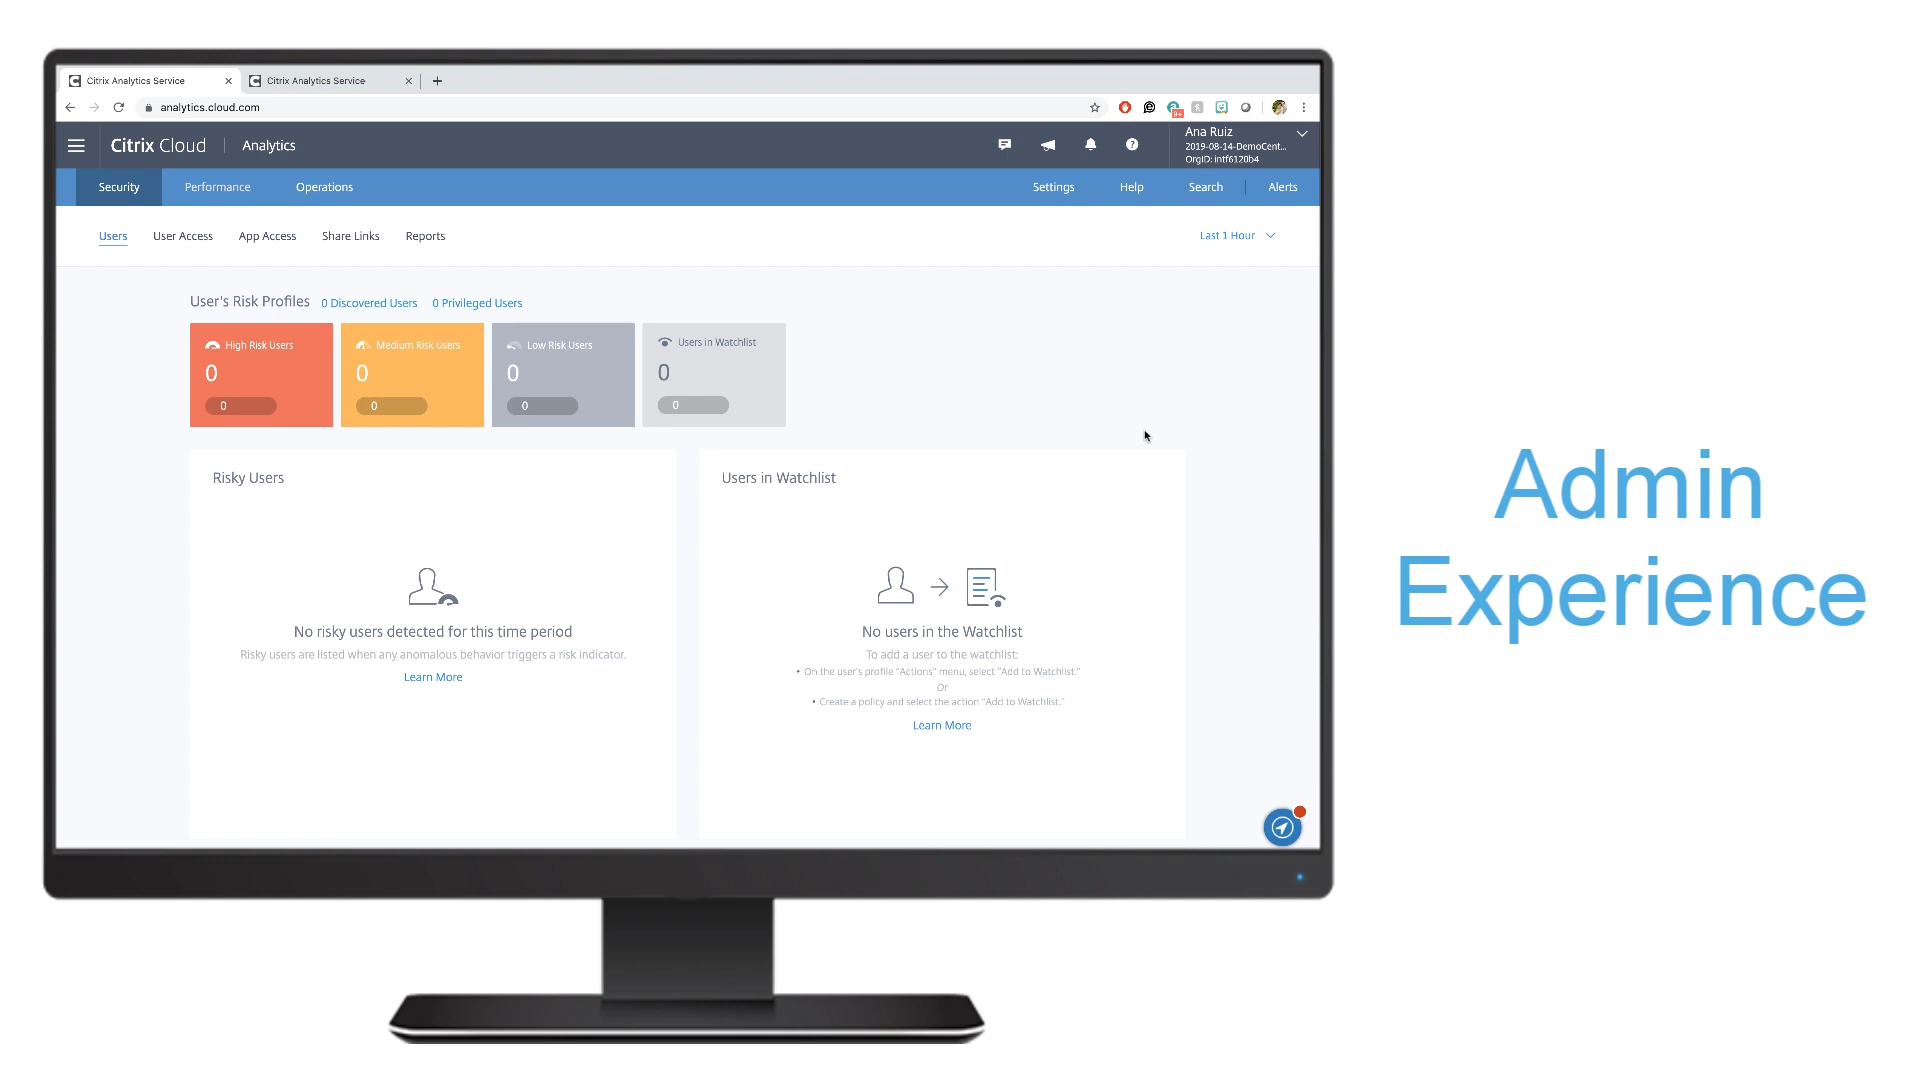 Citrix Analytics Service
Citrix Analytics Service
analytics.cloud.com
Citrix Cloud
Analytics
Ana Ruiz
2019-08-14-DemoCent...
OrgID: intf6120b4
Security
Performance
Operations
Settings
Help
Search
Alerts
Users
User Access
App Access
Share Links
Reports
Last 1 Hour
User's Risk Profiles
0 Discovered Users
0 Privileged Users
High Risk Users
0
0
Medium Risk Users
0
0
Low Risk Users
0
0
Users in Watchlist
0
0
Risky Users
No risky users detected for this time period
Risky users are listed when any anomalous behavior triggers a risk indicator.
Learn More
Users in Watchlist
No users in the Watchlist
To add a user to the watchlist:
• On the user's profile "Actions" menu, select "Add to Watchlist."
Or
• Create a policy and select the action "Add to Watchlist."
Learn More
Admin
Experience